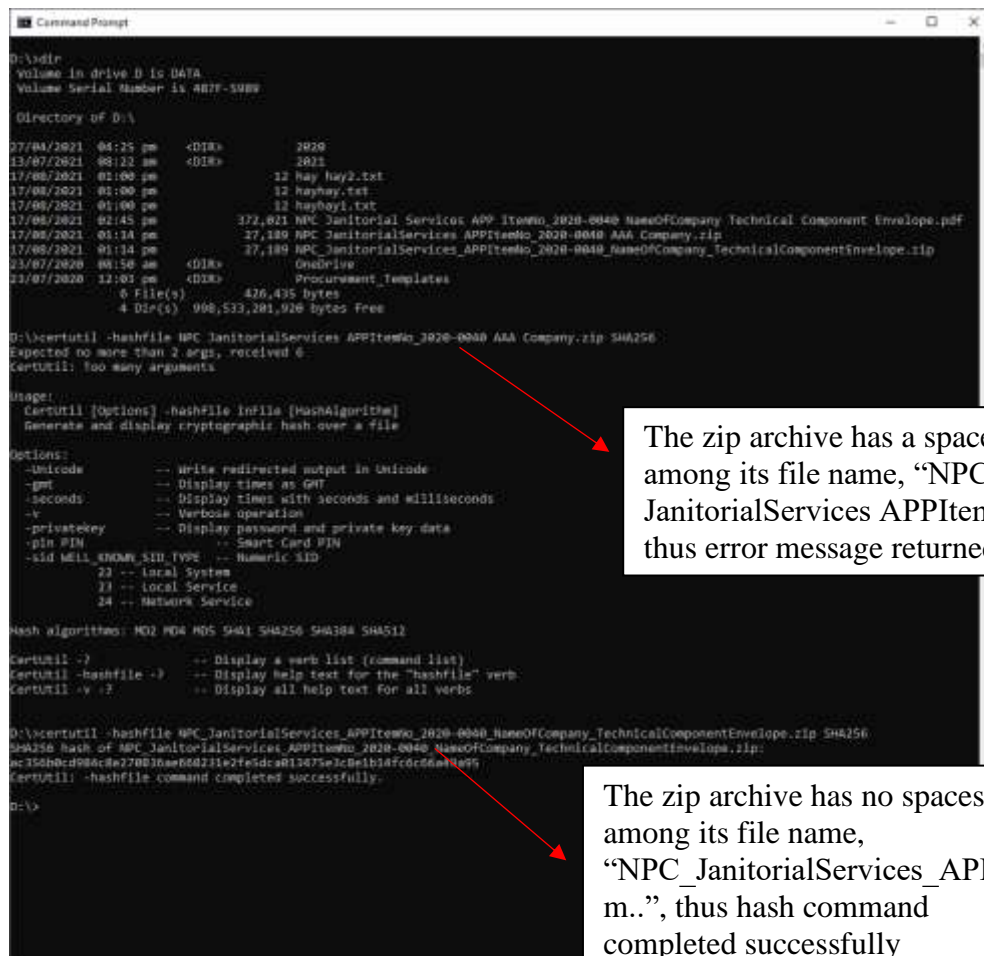 Command Prompt
D:\>dir
Volume in drive D is DATA
Volume Serial Number is 407F-5909
Directory of D:\
27/04/2021 04:25 pm <DIR> 2020
13/07/2021 08:22 am <DIR> 2021
17/08/2021 01:00 pm 12 hay hay2.txt
17/08/2021 01:00 pm 12 hayhay.txt
17/08/2021 01:00 pm 12 hayhay1.txt
17/08/2021 02:45 pm 372,021 NPC Janitorial Services APP ItemNo_2020-0040 NameOfCompany Technical Component Envelope.pdf
17/08/2021 01:14 pm 27,189 NPC_JanitorialServices APPItemNo_2020-0040 AAA Company.zip
17/08/2021 01:14 pm 27,189 NPC_JanitorialServices_APPItemNo_2020-0040_NameOfCompany_TechnicalComponentEnvelope.zip
23/07/2020 08:50 am <DIR> OneDrive
23/07/2020 12:03 pm <DIR> Procurement_Templates
6 File(s) 426,435 bytes
4 Dir(s) 998,533,201,920 bytes free
D:\>certutil -hashfile NPC JanitorialServices APPItemNo_2020-0040 AAA Company.zip SHA256
Expected no more than 2 args, received 6
CertUtil: Too many arguments
Usage:
CertUtil [Options] -hashfile InFile [HashAlgorithm]
Generate and display cryptographic hash over a file
Options:
-Unicode -- Write redirected output in Unicode
-gmt -- Display times as GMT
-seconds -- Display times with seconds and milliseconds
-v -- Verbose operation
-privatekey -- Display password and private key data
-pin PIN -- Smart Card PIN
-sid WELL_KNOWN_SID_TYPE -- Numeric SID
22 -- Local System
23 -- Local Service
24 -- Network Service
Hash algorithms: MD2 MD4 MD5 SHA1 SHA256 SHA384 SHA512
CertUtil -? -- Display a verb list (command list)
CertUtil -hashfile -? -- Display help text for the "hashfile" verb
CertUtil -v -? -- Display all help text for all verbs
D:\>certutil -hashfile NPC_JanitorialServices_APPItemNo_2020-0040_NameOfCompany_TechnicalComponentEnvelope.zip SHA256
SHA256 hash of NPC_JanitorialServices_APPItemNo_2020-0040_NameOfCompany_TechnicalComponentEnvelope.zip:
CertUtil: -hashfile command completed successfully.
D:\>
The zip archive has a space
among its file name, “NPC
JanitorialServices APPItem
thus error message returned
The zip archive has no spaces
among its file name,
“NPC_JanitorialServices_API
m..”, thus hash command
completed successfully